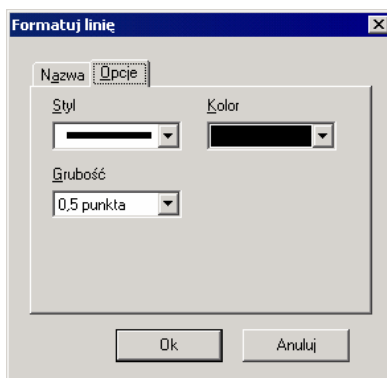 Formatuj linię
Nazwa Opcje
Styl Kolor
Grubość
0,5 punkta
Ok Anuluj